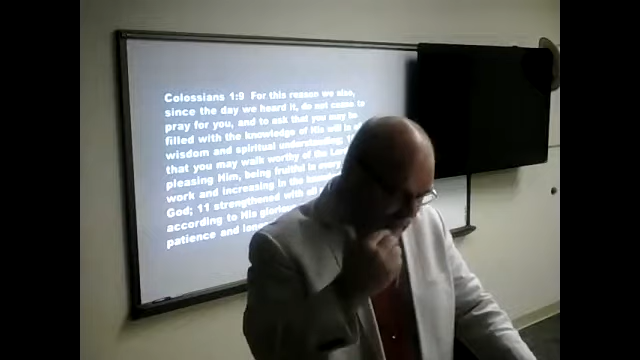 Colossians 1:9 For this reason we also,
since the day we heard it, do not cease to
pray for you, and to ask that you may be
filled with the knowledge of His will in
wisdom and spiritual understanding;
that you may walk worthy of the Lord
pleasing Him, being fruitful in every
work and increasing in the
God; 11 strengthened with all
according to His glorious
patience and